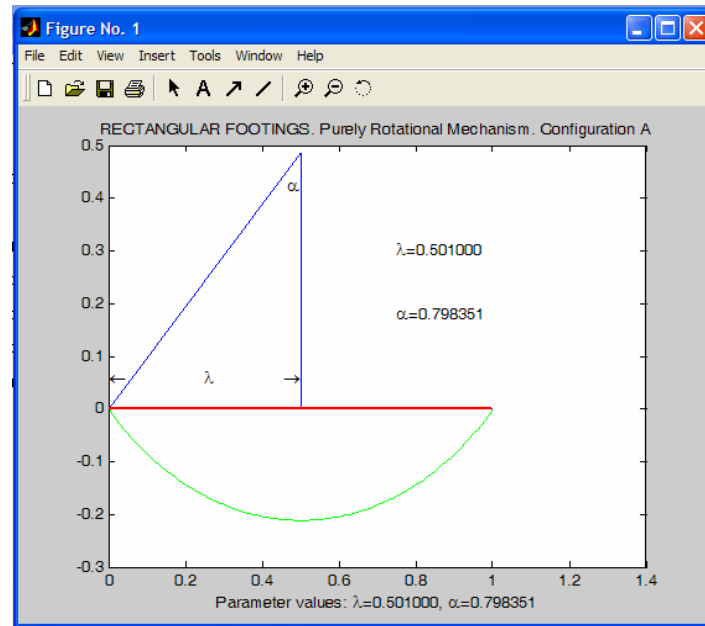 Figure No. 1
File Edit View Insert Tools Window Help
A
RECTANGULAR FOOTINGS. Purely Rotational Mechanism. Configuration A
0.5
α
0.4
0.3
λ=0.501000
0.2
α=0.798351
0.1
← λ →
0
-0.1
-0.2
-0.3
0 0.2 0.4 0.6 0.8 1 1.2 1.4
Parameter values: λ=0.501000, α=0.798351